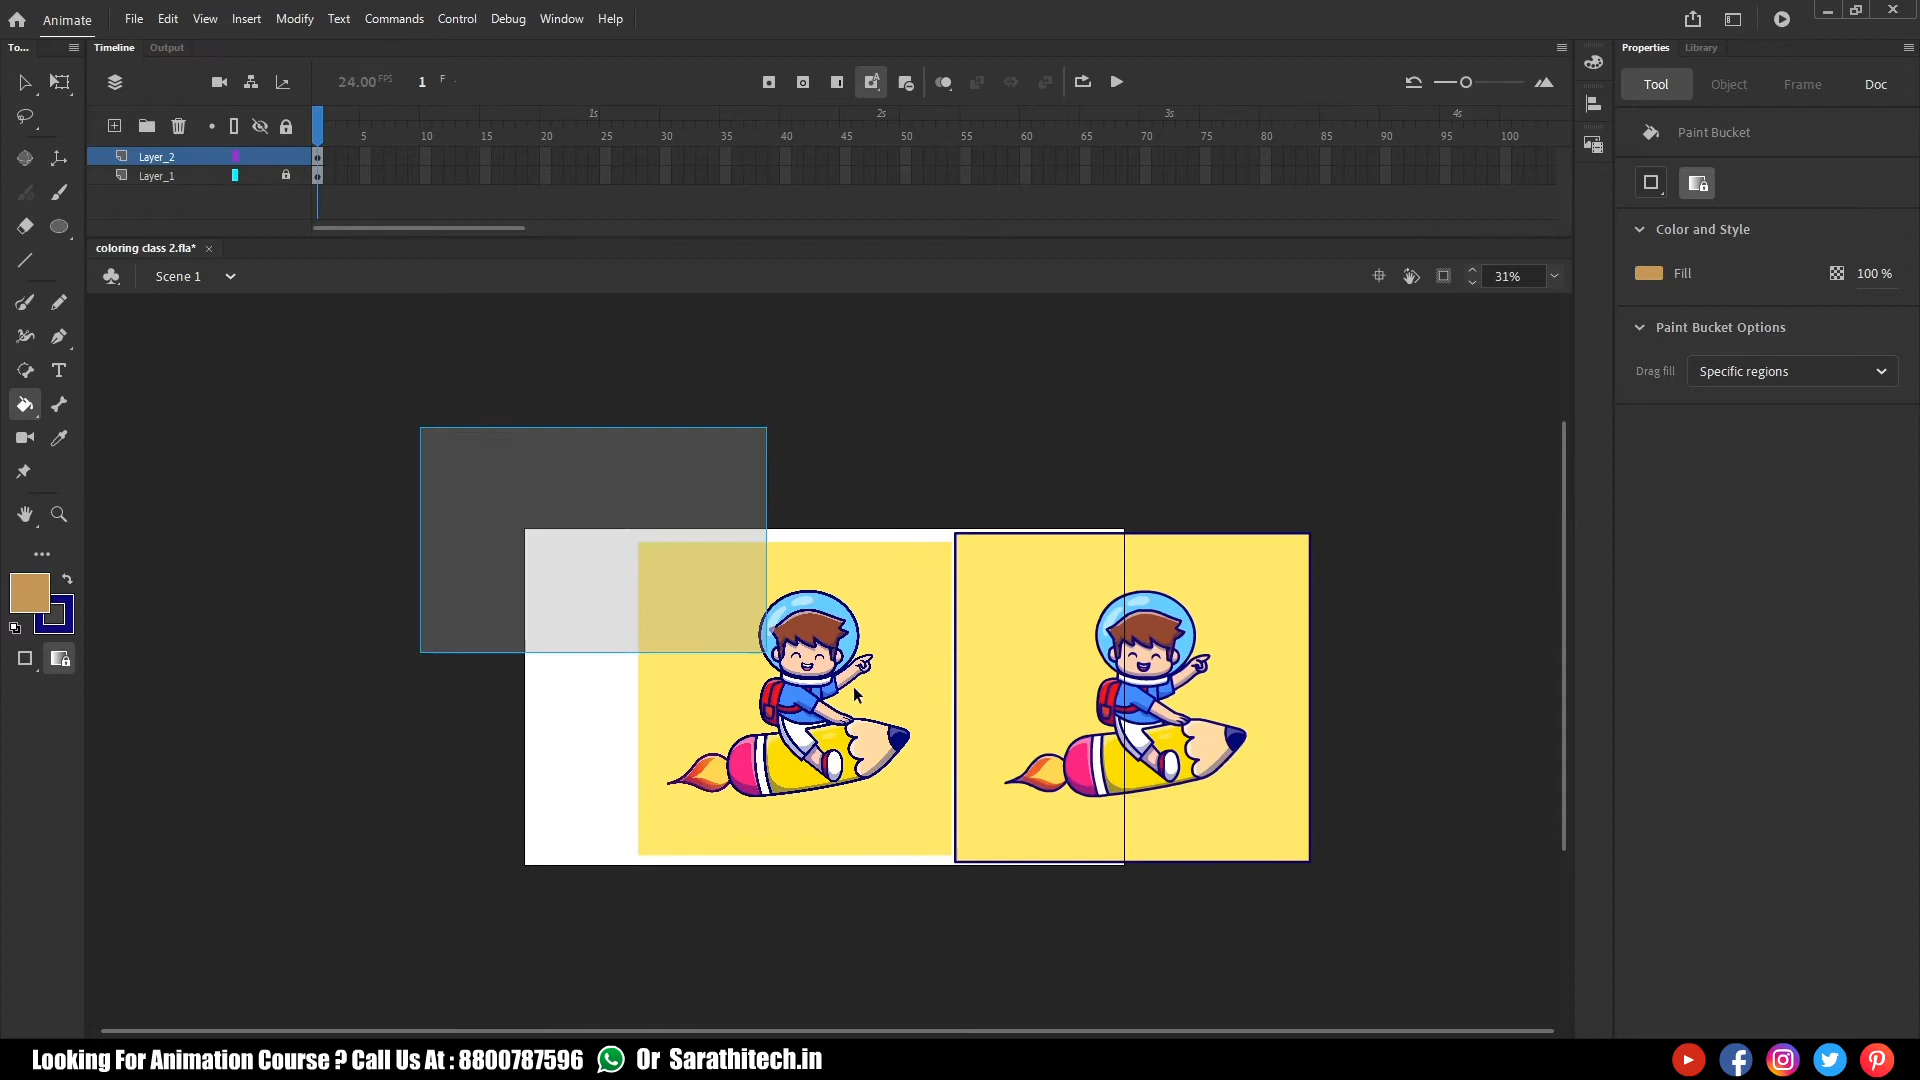 Animate File Edit View Insert Modify Text Commands Control Debug Window Help
To... Timeline Output Properties Library
24.00 FPS 1 F Tool Object Frame Doc
1s 2s 3s 4s
5 10 15 20 25 30 35 40 45 50 55 60 65 70 75 80 85 90 95 100
Paint Bucket
Layer_2
Layer_1
Color and Style
coloring class 2.fla* ×
Scene 1 31% Fill 100 %
Paint Bucket Options
Drag fill Specific regions
Looking For Animation Course ? Call Us At : 8800787596 Or Sarathitech.in